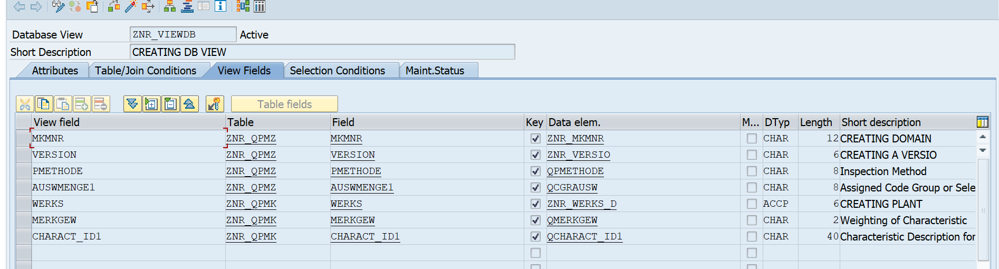 Database View ZNR_VIEWDB Active
Short Description CREATING DB VIEW
Attributes Table/Join Conditions View Fields Selection Conditions Maint.Status
Table fields
View field Table Field Key Data elem. M... DTyp Length Short description
MKMNR ZNR_QPMZ MKMNR ZNR_MKMNR CHAR 12 CREATING DOMAIN
VERSION ZNR_QPMZ VERSION ZNR_VERSIO CHAR 6 CREATING A VERSIO
PMETHODE ZNR_QPMZ PMETHODE QPMETHODE CHAR 8 Inspection Method
AUSWMENGE1 ZNR_QPMZ AUSWMENGE1 QCGRAUSW CHAR 8 Assigned Code Group or Sele
WERKS ZNR_QPMK WERKS ZNR_WERKS_D ACCP 6 CREATING PLANT
MERKGEW ZNR_QPMK MERKGEW QMERKGEW CHAR 2 Weighting of Characteristic
CHARACT_ID1 ZNR_QPMK CHARACT_ID1 QCHARACT_ID1 CHAR 40 Characteristic Description for